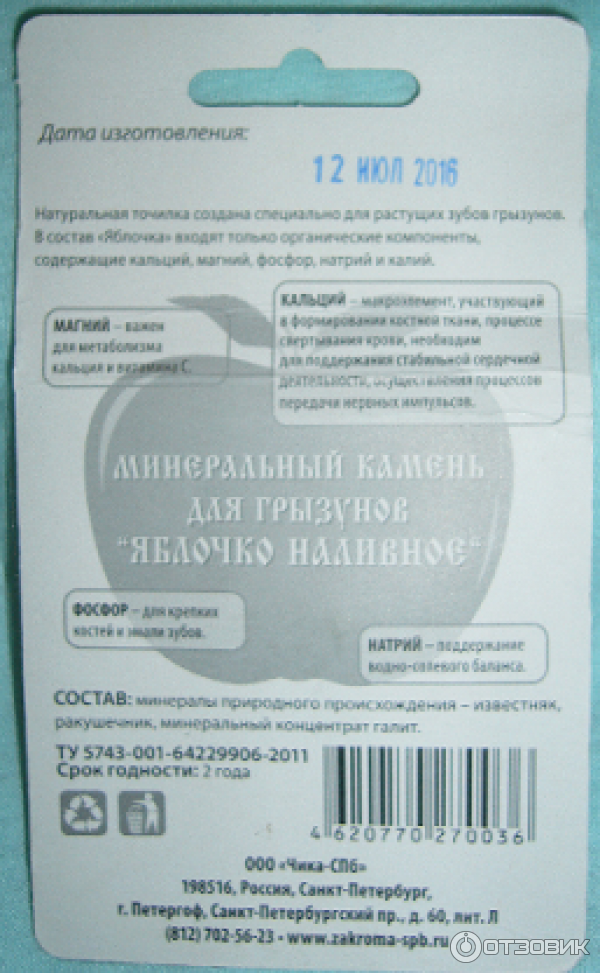 Дата изготовления:
12 ИЮЛ 2016
Натуральная точилка создана специально для растущих зубов грызунов.
В состав «Яблочка» входят только органические компоненты,
содержащие кальций, магний, фосфор, натрий и калий.
МАГНИЙ – важен
для метаболизма
кальция и витамина С.
КАЛЬЦИЙ – макроэлемент, участвующий
в формировании костной ткани, процессе
свертывания крови, необходим
для поддержания стабильной сердечной
деятельности, осуществления процессов
передачи нервных импульсов.
МИНЕРАЛЬНЫЙ КАМЕНЬ
ДЛЯ ГРЫЗУНОВ
"ЯБЛОЧКО НАЛИВНОЕ"
ФОСФОР – для крепких
костей и эмали зубов.
НАТРИЙ – поддержание
водно-солевого баланса.
СОСТАВ: минералы природного происхождения – известняк,
ракушечник, минеральный концентрат галит.
ТУ 5743-001-64229906-2011
Срок годности: 2 года
4 620770 270036
ООО «Чика-СПб»
198516, Россия, Санкт-Петербург,
г. Петергоф, Санкт-Петербургский пр., д. 60, лит. Л
(812) 702-56-23 • www.zakroma-spb.ru
ОТЗОВИК